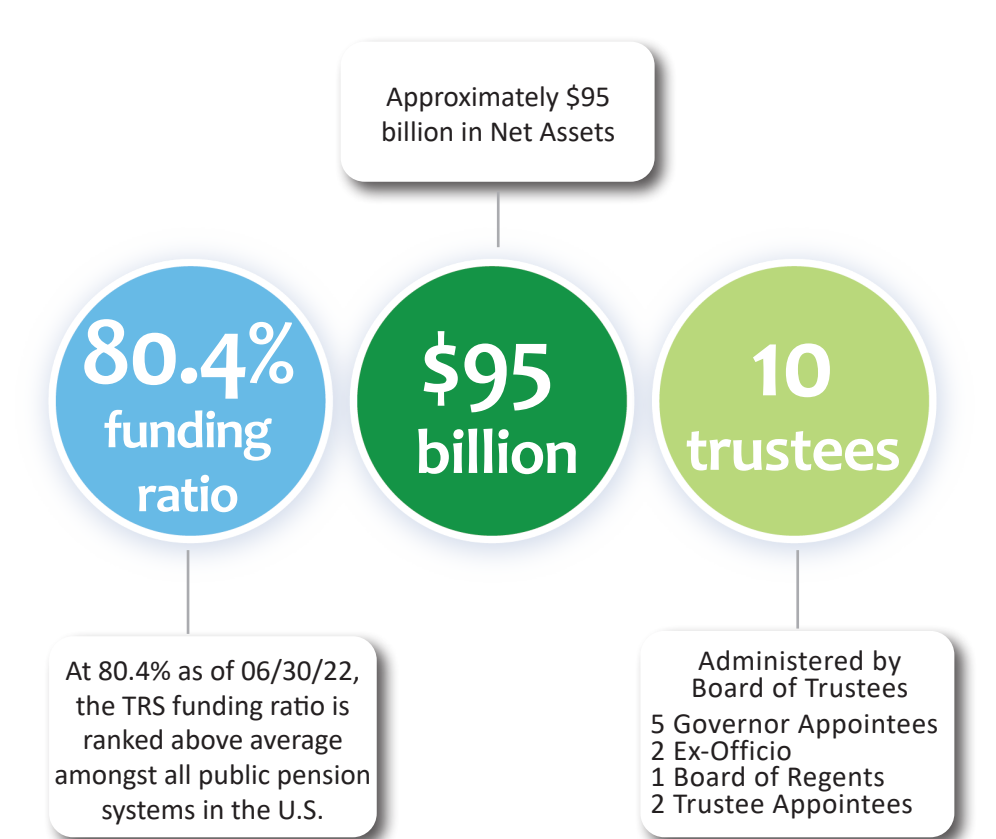 Approximately $95
billion in Net Assets
80.4%
funding
ratio
$95
billion
10
trustees
At 80.4% as of 06/30/22,
the TRS funding ratio is
ranked above average
amongst all public pension
systems in the U.S.
Administered by
Board of Trustees
5 Governor Appointees
2 Ex-Officio
1 Board of Regents
2 Trustee Appointees